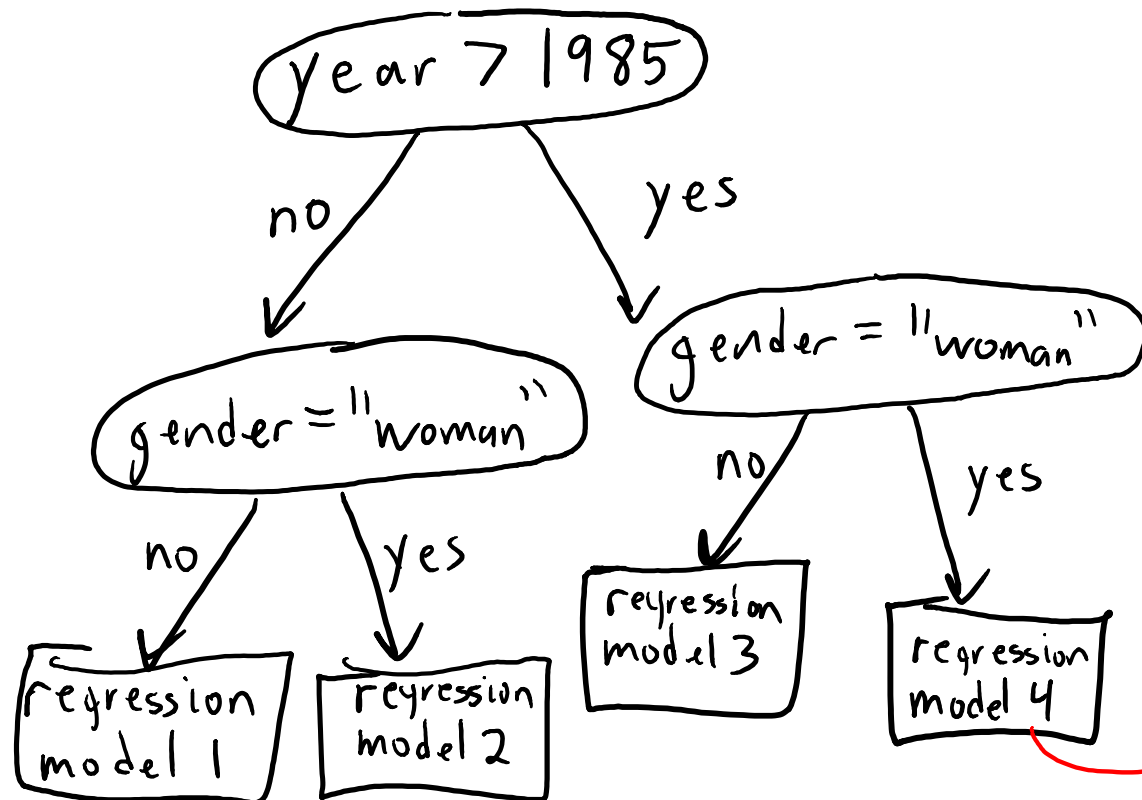 year > 1985
no
yes
gender = "woman"
gender = "woman"
no
yes
no
yes
regression
model 1
regression
model 2
regression
model 3
regression
model 4